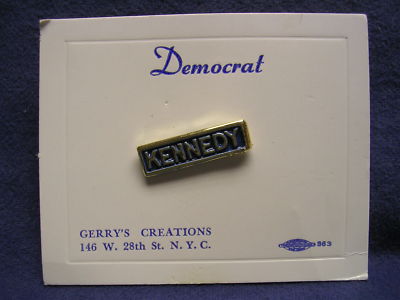 Democrat
KENNEDY
GERRY'S CREATIONS
146 W. 28th St. N. Y. C.
363